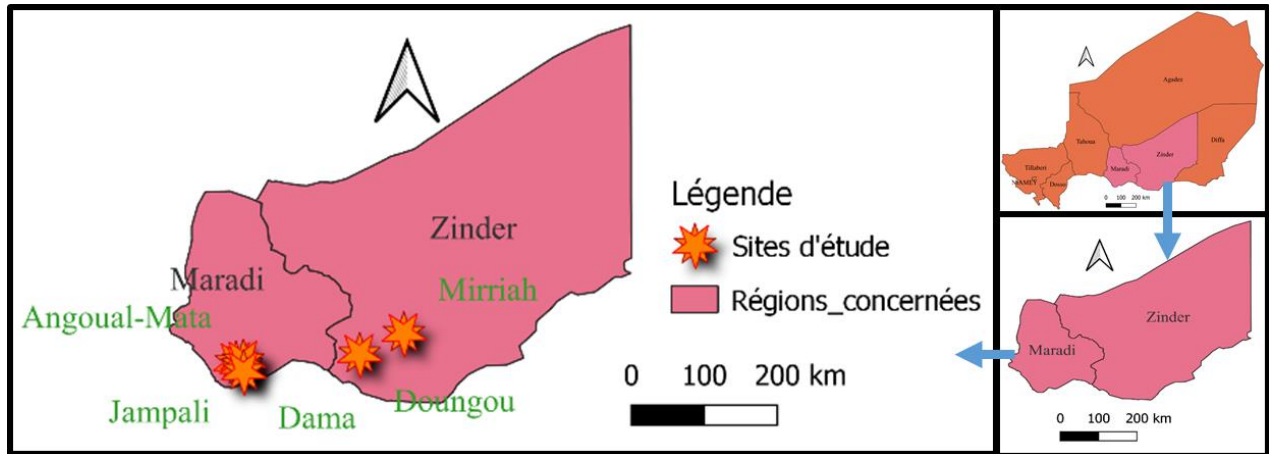 Zinder
Maradi
Mirriah
Angoual-Mata
Jampali
Dama
Doungou
Légende
Sites d'étude
Régions_concernées
0 100 200 km
Agadez
Tahoua
Diffa
Zinder
Maradi
Tillaberi
NIAMEY
Dosso
0 100 200 km
Zinder
Maradi
0 100 200 km